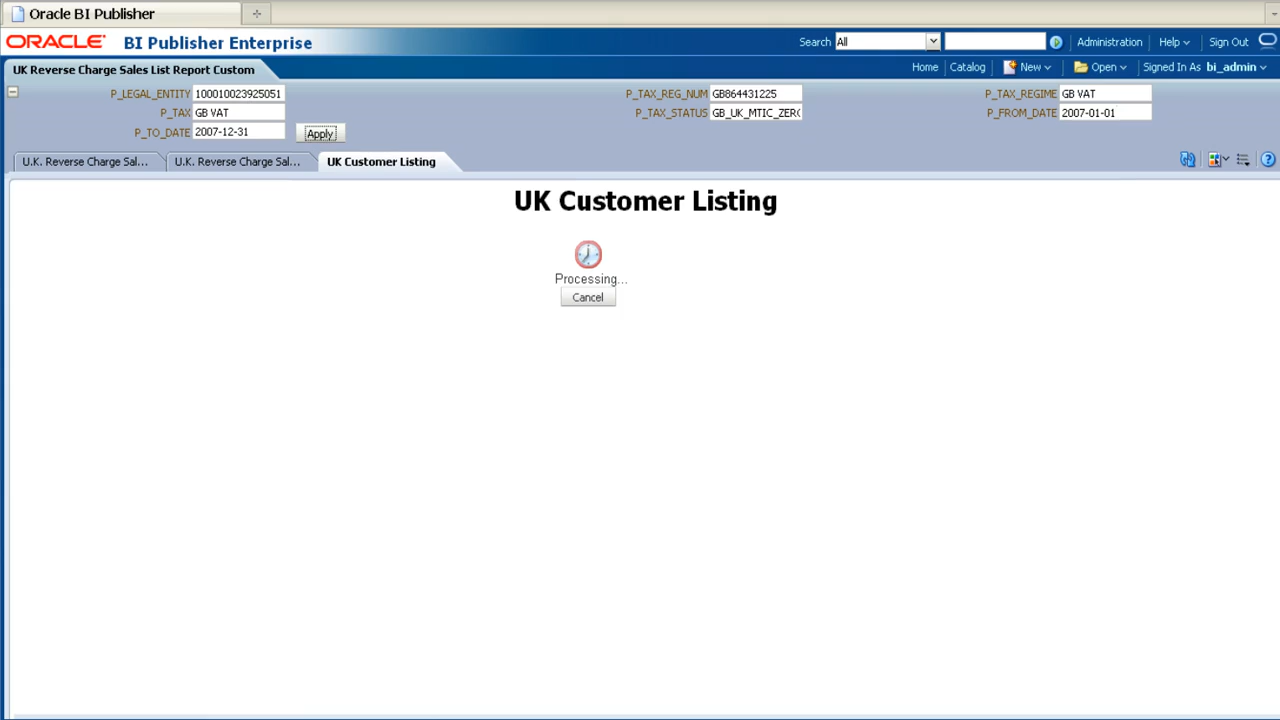 Oracle BI Publisher
ORACLE BI Publisher Enterprise
Search All
Administration Help Sign Out
UK Reverse Charge Sales List Report Custom
Home Catalog New Open Signed In As bi_admin
P_LEGAL_ENTITY 100010023925051 P_TAX_REG_NUM GB864431225 P_TAX_REGIME GB VAT
P_TAX GB VAT P_TAX_STATUS GB_UK_MTIC_ZER( P_FROM_DATE 2007-01-01
P_TO_DATE 2007-12-31 Apply
U.K. Reverse Charge Sal... U.K. Reverse Charge Sal... UK Customer Listing
UK Customer Listing
Processing...
Cancel